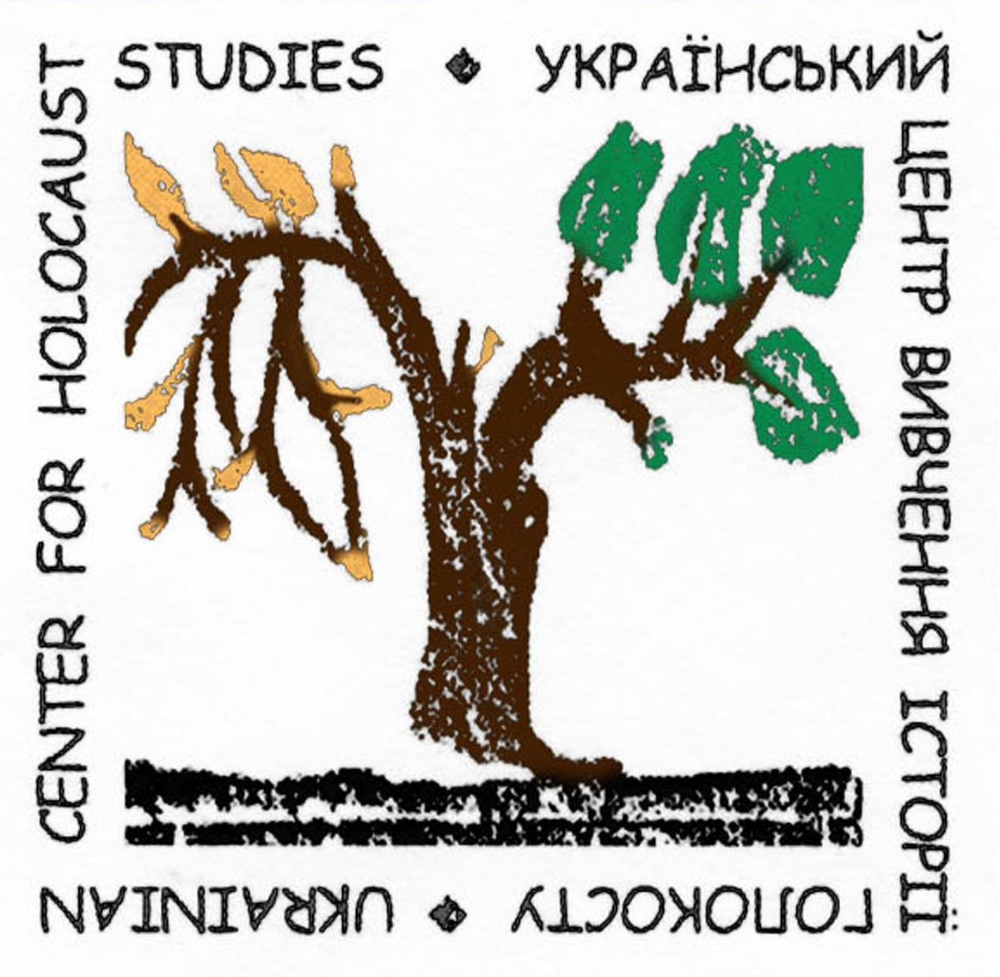 UKRAINIAN
CENTER FOR HOLOCAUST
STUDIES
УКРАЇНСЬКИЙ
ЦЕНТР ВИВЧЕННЯ ІСТОРІЇ
ГОЛОКОСТУ